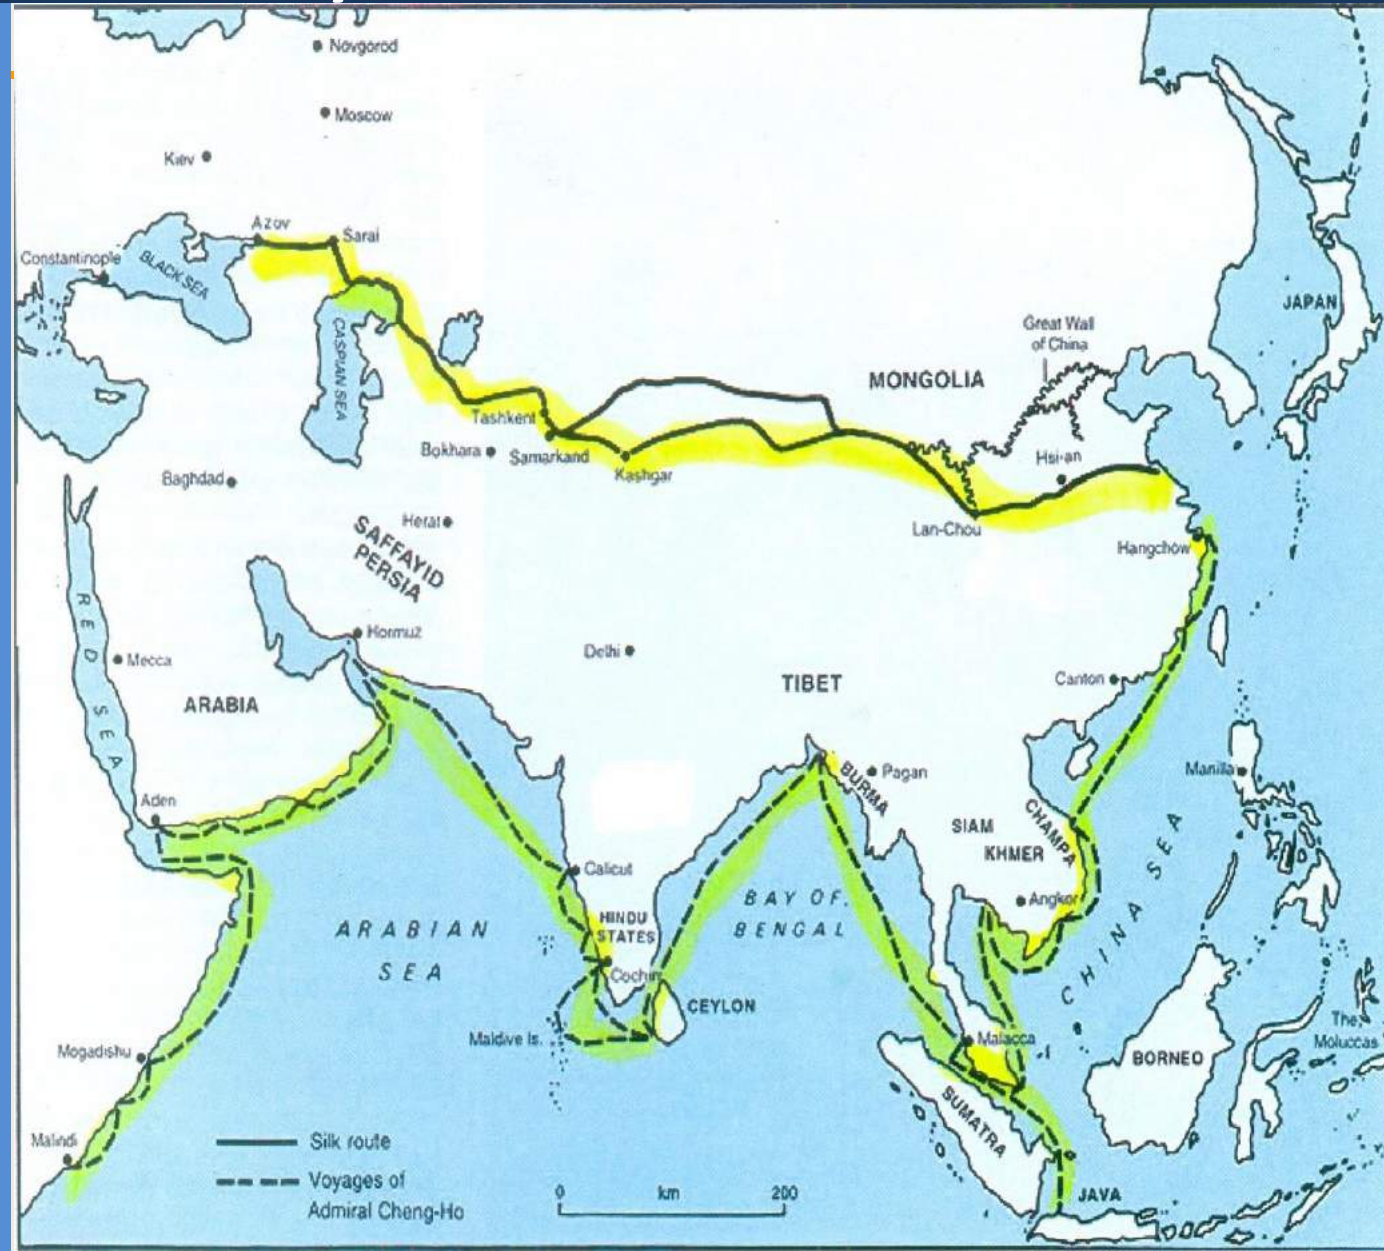 Novgorod
Moscow
Kiev
Azov
Sarai
Constantinople
BLACK SEA
CASPIAN SEA
JAPAN
Great Wall
of China
MONGOLIA
Tashkent
Bokhara
Samarkand
Kashgar
Hsi-an
Baghdad
Herat
SAFFAYID
PERSIA
Lan-Chou
Hangchow
RED SEA
Hormuz
Mecca
Delhi
TIBET
Canton
ARABIA
Aden
BURMA
Pagan
Manilla
SIAM
KHMER
CHAMPA
Calicut
Angkor
BAY OF.
BENGAL
ARABIAN
SEA
HINDU
STATES
Cochin
CHINA SEA
CEYLON
Maldive Is.
Malacca
The
Moluccas
Mogadishu
BORNEO
SUMATRA
Malindi
Silk route
Voyages of
Admiral Cheng-Ho
0 km 200
JAVA